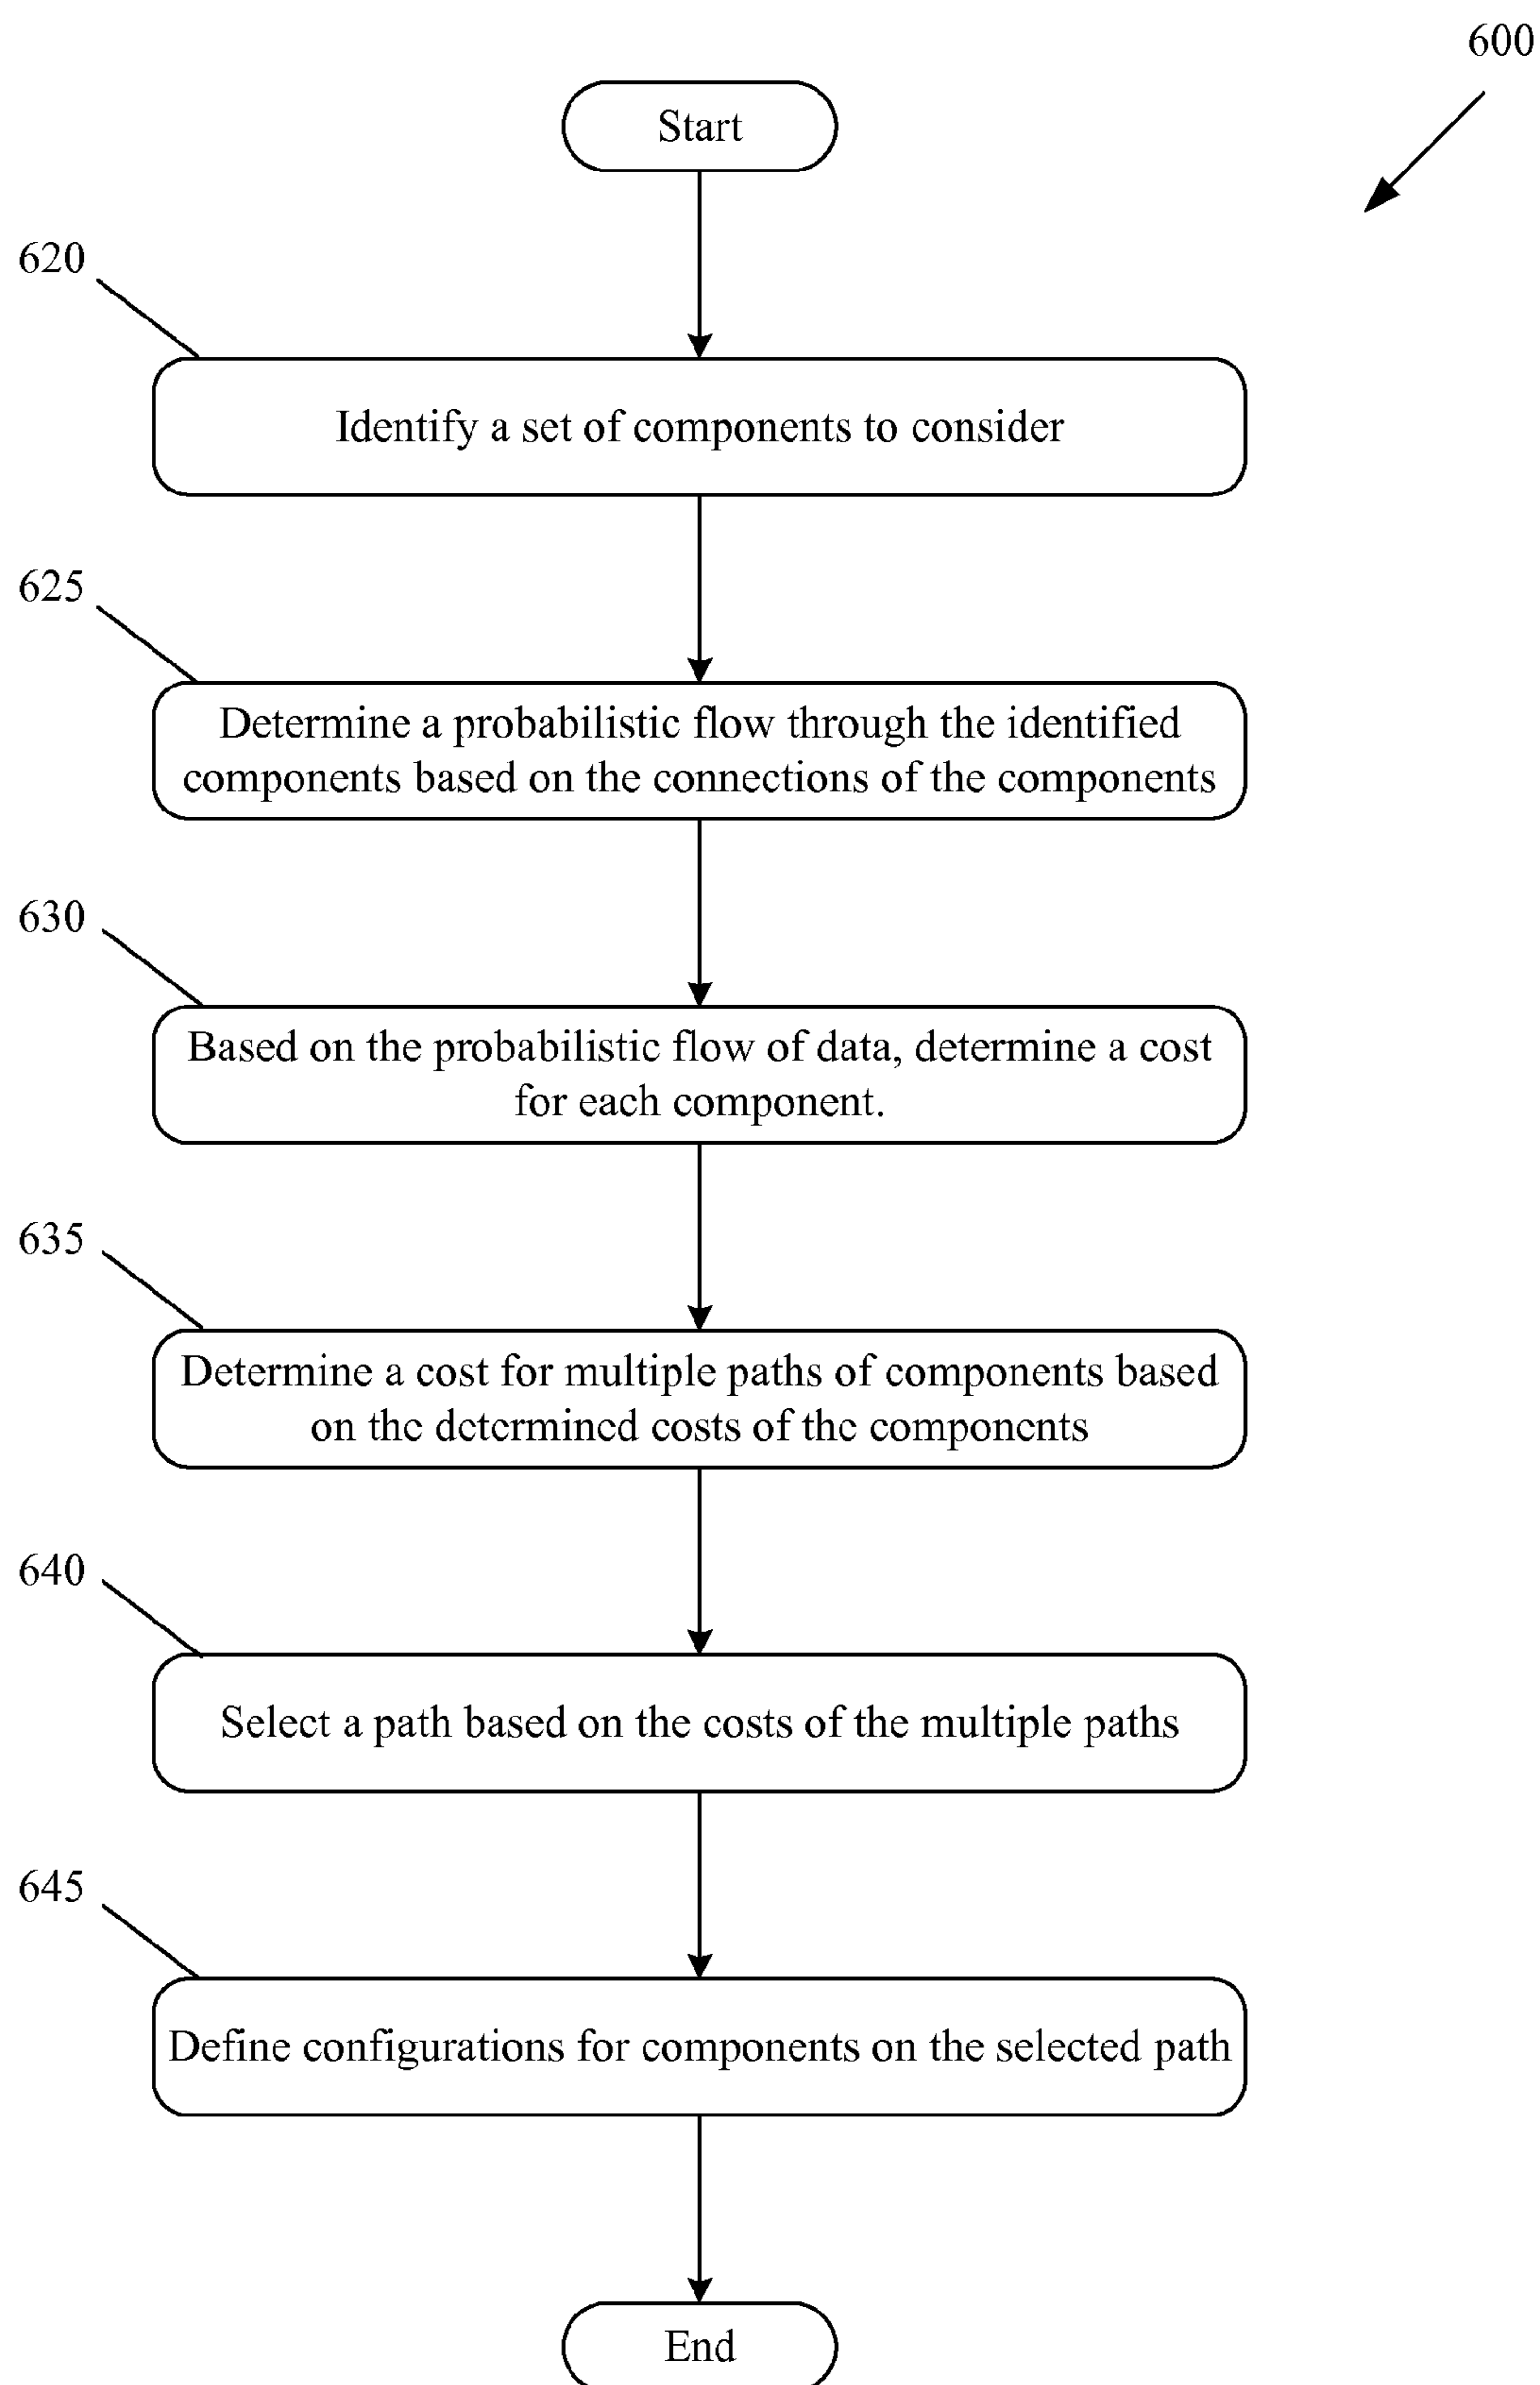 600
Start
620
Identify a set of components to consider
625
Determine a probabilistic flow through the identified
components based on the connections of the components
630
Based on the probabilistic flow of data, determine a cost
for each component.
635
Determine a cost for multiple paths of components based
on the determined costs of the components
640
Select a path based on the costs of the multiple paths
645
Define configurations for components on the selected path
End